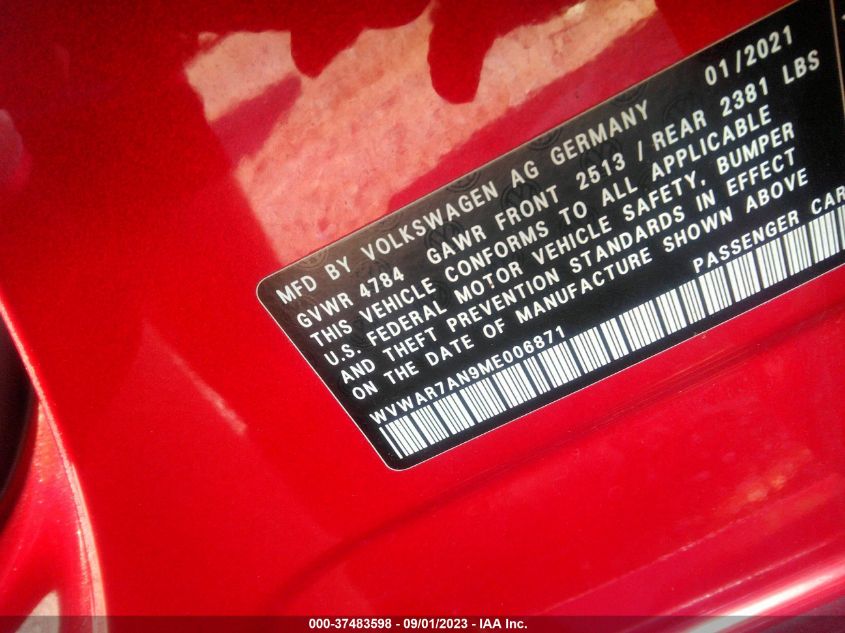 MFD BY VOLKSWAGEN AG GERMANY 01/2021
GVWR 4784 GAWR FRONT 2513 / REAR 2381 LBS
THIS VEHICLE CONFORMS TO ALL APPLICABLE
U.S. FEDERAL MOTOR VEHICLE SAFETY, BUMPER
AND THEFT PREVENTION STANDARDS IN EFFECT
ON THE DATE OF MANUFACTURE SHOWN ABOVE
WVWAR7AN9ME006871 PASSENGER CAR
000-37483598 - 09/01/2023 - IAA Inc.